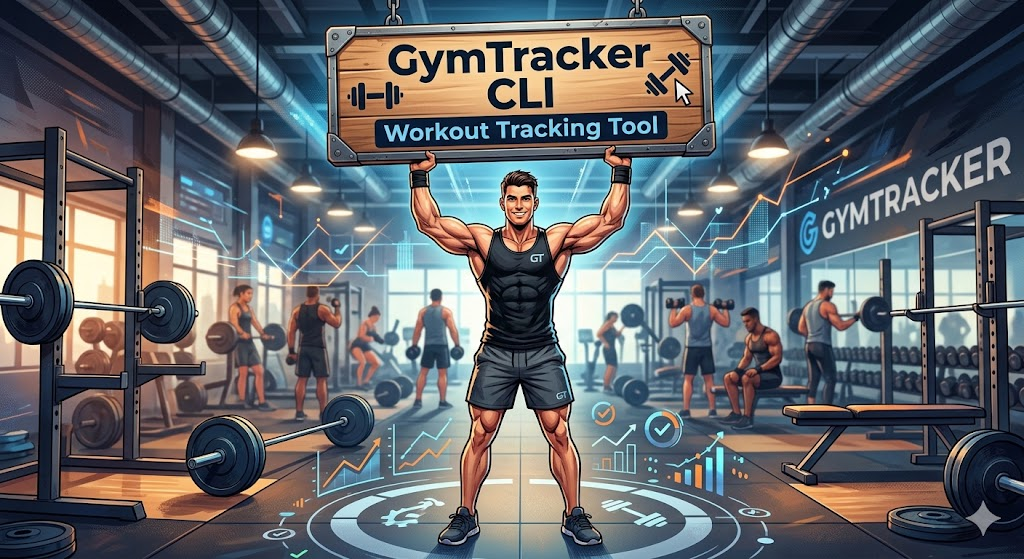 GymTracker
CLI
Workout Tracking Tool
GYMTRACKER
GT
GT